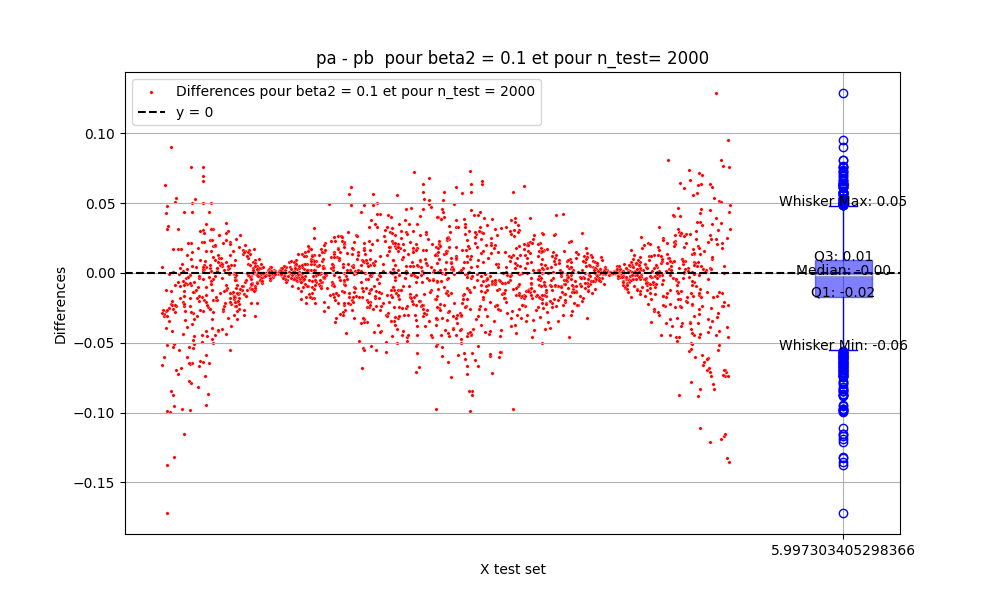 pa - pb  pour beta2 = 0.1 et pour n_test= 2000
Differences pour beta2 = 0.1 et pour n_test = 2000
y = 0
0.10
0.05
0.00
−0.05
−0.10
−0.15
Differences
Whisker Max: 0.05
Q3: 0.01
Median: -0.00
Q1: -0.02
Whisker Min: -0.06
5.997303405298366
X test set